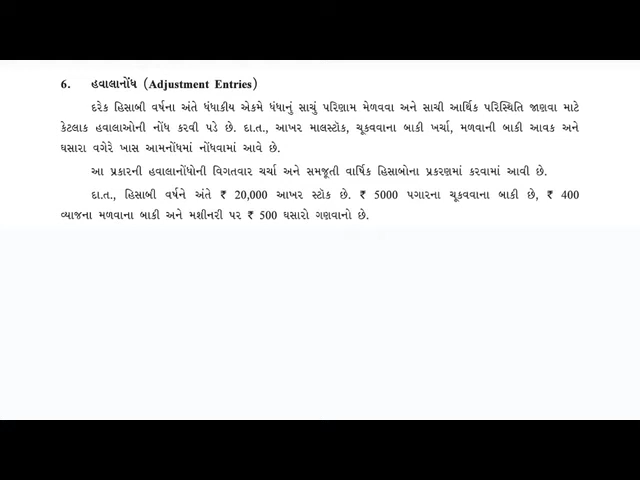 6. હવાલાનોંધ (Adjustment Entries)
દરેક હિસાબી વર્ષના અંતે ધંધાકીય એકમે ધંધાનું સાચું પરિણામ મેળવવા અને સાચી આર્થિક પરિસ્થિતિ જાણવા માટે
કેટલાક હવાલાઓની નોંધ કરવી પડે છે. દા.ત., આખર માલસ્ટૉક, ચૂકવવાના બાકી ખર્ચા, મળવાની બાકી આવક અને
ઘસારા વગેરે ખાસ આમનોંધમાં નોંધવામાં આવે છે.
આ પ્રકારની હવાલાનોંધોની વિગતવાર ચર્ચા અને સમજૂતી વાર્ષિક હિસાબોના પ્રકરણમાં કરવામાં આવી છે.
દા.ત., હિસાબી વર્ષને અંતે ₹ 20,000 આખર સ્ટોક છે. ₹ 5000 પગારના ચૂકવવાના બાકી છે, ₹ 400
વ્યાજના મળવાના બાકી અને મશીનરી પર ₹ 500 ઘસારો ગણવાનો છે.